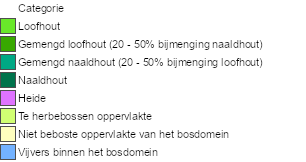 Categorie
Loofhout
Gemengd loofhout (20 - 50% bijmenging naaldhout)
Gemengd naaldhout (20 - 50% bijmenging loofhout)
Naaldhout
Heide
Te herbebossen oppervlakte
Niet beboste oppervlakte van het bosdomein
Vijvers binnen het bosdomein